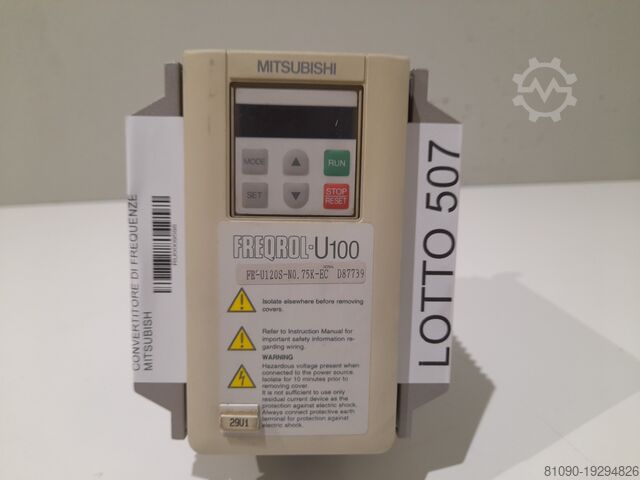 MITSUBISHI
MODE
RUN
SET
STOP
RESET
FREQROL-U100
FR-U120S-N0.75K-EC D87739
Isolate elsewhere before removing
covers.
Refer to Instruction Manual for
important safety information re-
garding wiring.
WARNING
Hazardous voltage present when
connected to the power source.
Isolate for 10 minutes prior to
removing cover.
It is not sufficient to use only
residual current device as the
protection against electric shock.
Always connect protective earth
terminal for protection against
electric shock.
29U1
CONVERTITORE DI FREQUENZE
MITSUBISH
LOTTO 507
81090-19294826